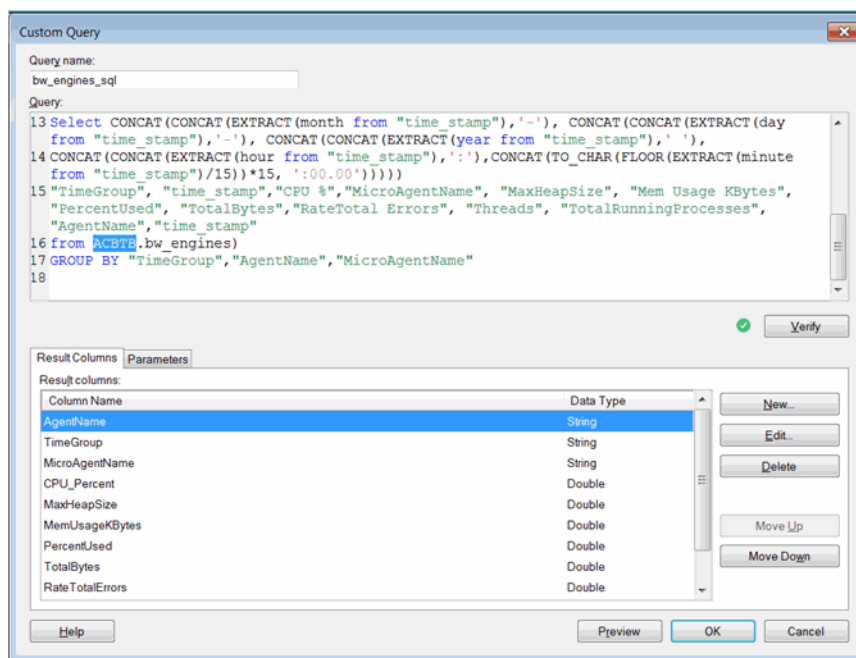 Custom Query
Query name:
bw_engines_sql
Query:
13 Select CONCAT(CONCAT(EXTRACT(month from "time_stamp"),'-'), CONCAT(CONCAT(EXTRACT(day
from "time_stamp"),'-'), CONCAT(CONCAT(EXTRACT(year from "time_stamp"),' '),
14 CONCAT(CONCAT(EXTRACT(hour from "time_stamp"),':'),CONCAT(TO_CHAR(FLOOR(EXTRACT(minute
from "time_stamp")/15))*15, ':00.00')))))
15 "TimeGroup", "time_stamp","CPU %","MicroAgentName", "MaxHeapSize", "Mem Usage KBytes",
"PercentUsed", "TotalBytes","RateTotal Errors", "Threads", "TotalRunningProcesses",
"AgentName","time_stamp"
16 from ACBTB.bw_engines)
17 GROUP BY "TimeGroup","AgentName","MicroAgentName"
18
Verify
Result Columns Parameters
Result columns:
Column Name Data Type
AgentName String
TimeGroup String
MicroAgentName String
CPU_Percent Double
MaxHeapSize Double
MemUsageKBytes Double
PercentUsed Double
TotalBytes Double
RateTotalErrors Double
New...
Edit...
Delete
Move Up
Move Down
Help Preview OK Cancel